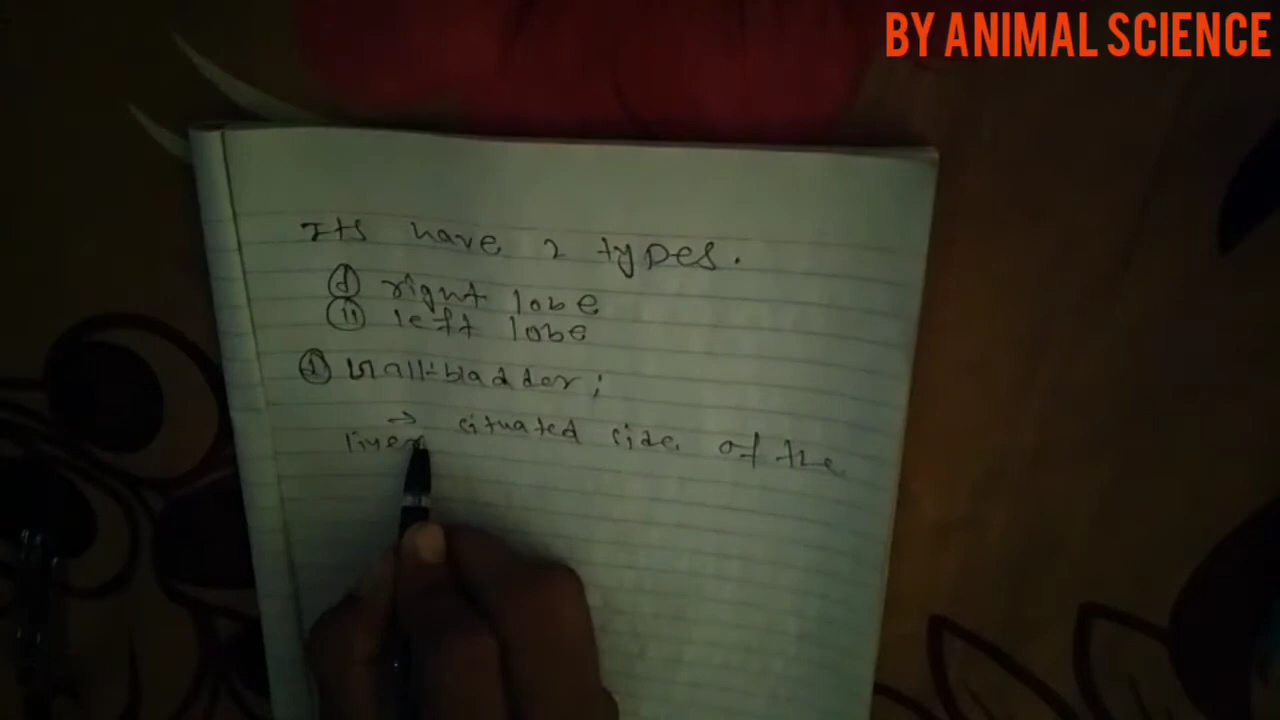 BY ANIMAL SCIENCE
Its have 2 types.
(i) right lobe
(ii) left lobe
(1) Gall-bladder;
→ situated side of the
liver